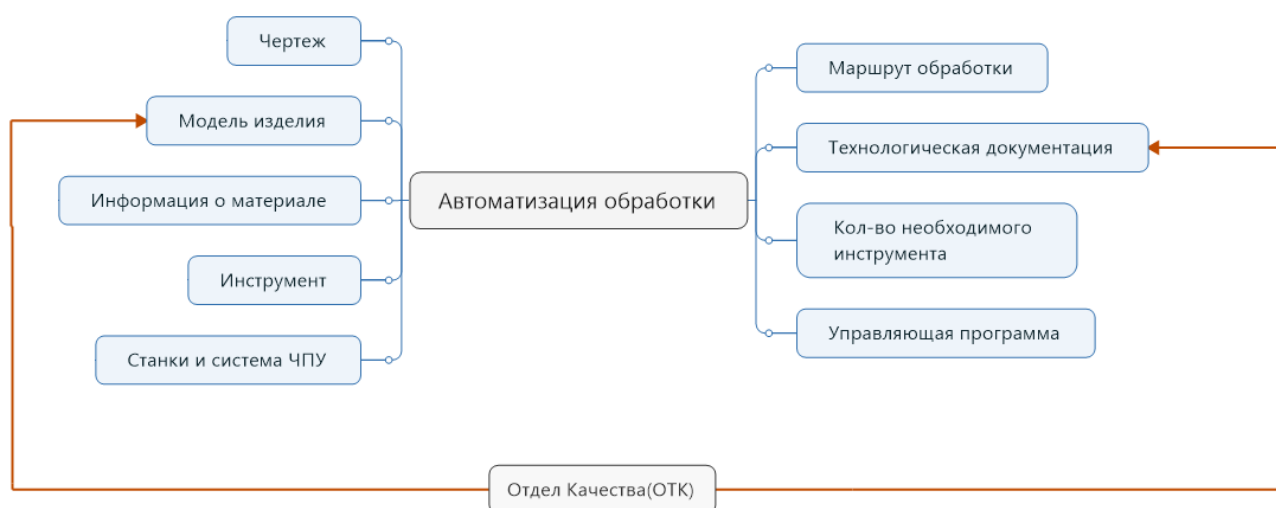 Чертеж
Модель изделия
Информация о материале
Инструмент
Станки и система ЧПУ
Автоматизация обработки
Маршрут обработки
Технологическая документация
Кол-во необходимого
инструмента
Управляющая программа
Отдел Качества(ОТК)